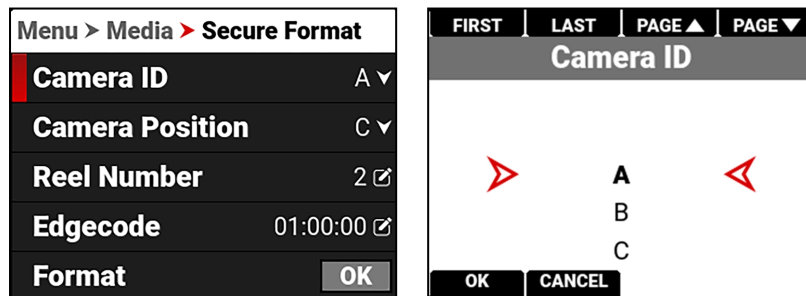 Menu > Media > Secure Format
Camera ID A
Camera Position C
Reel Number 2
Edgecode 01:00:00
Format OK
FIRST LAST PAGE▲ PAGE▼
Camera ID
A
B
C
OK CANCEL